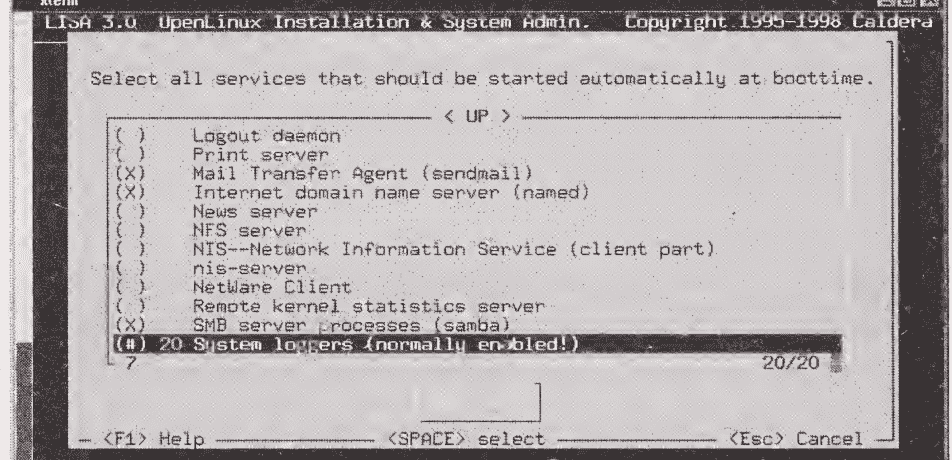 xterm
LISA 3.0 OpenLinux Installation & System Admin. Copyright 1995-1998 Caldera
Select all services that should be started automatically at boottime.
< UP >
( ) Logout daemon
( ) Print server
(X) Mail Transfer Agent (sendmail)
(X) Internet domain name server (named)
( ) News server
( ) NFS server
( ) NIS--Network Information Service (client part)
( ) nis-server
( ) NetWare Client
( ) Remote kernel statistics server
(X) SMB server processes (samba)
(#) 20 System loggers (normally enabled!)
7 20/20
<F1> Help <SPACE> select <Esc> Cancel